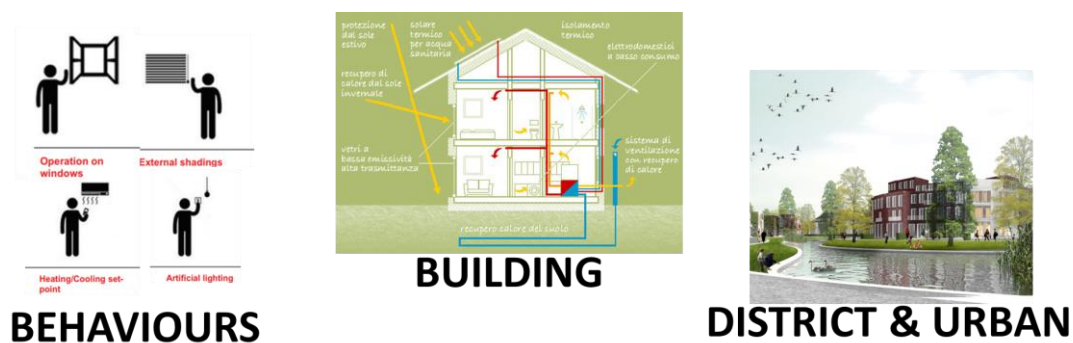 Operation on
windows
External shadings
Heating/Cooling set-
point
Artificial lighting
BEHAVIOURS
protezione
dal sole
estivo
solare
termico
per acqua
sanitaria
isolamento
termico
elettrodomestici
a basso consumo
recupero di
calore dal sole
invernale
vetri a
bassa emissività
alta trasmittanza
sistema di
ventilazione
con recupero
di calore
recupero calore del suolo
BUILDING
DISTRICT & URBAN